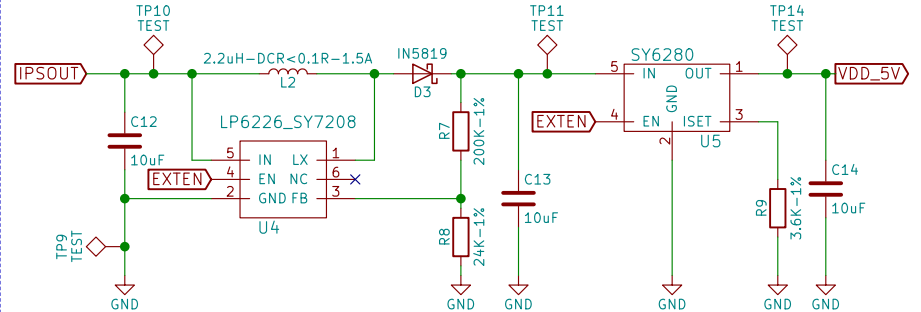 TP10
TEST
TP11
TEST
TP14
TEST
IPSOUT
2.2uH-DCR<0.1R-1.5A
L2
IN5819
D3
SY6280
5 IN OUT 1
GND
EXTEN 4 EN ISET 3
2
U5
VDD_5V
C12
10uF
LP6226_SY7208
5 IN LX 1
EXTEN 4 EN NC 6
2 GND FB 3
U4
R7
200K-1%
R8
24K-1%
C13
10uF
R9
3.6K-1%
C14
10uF
TP9
TEST
GND
GND
GND
GND
GND
GND